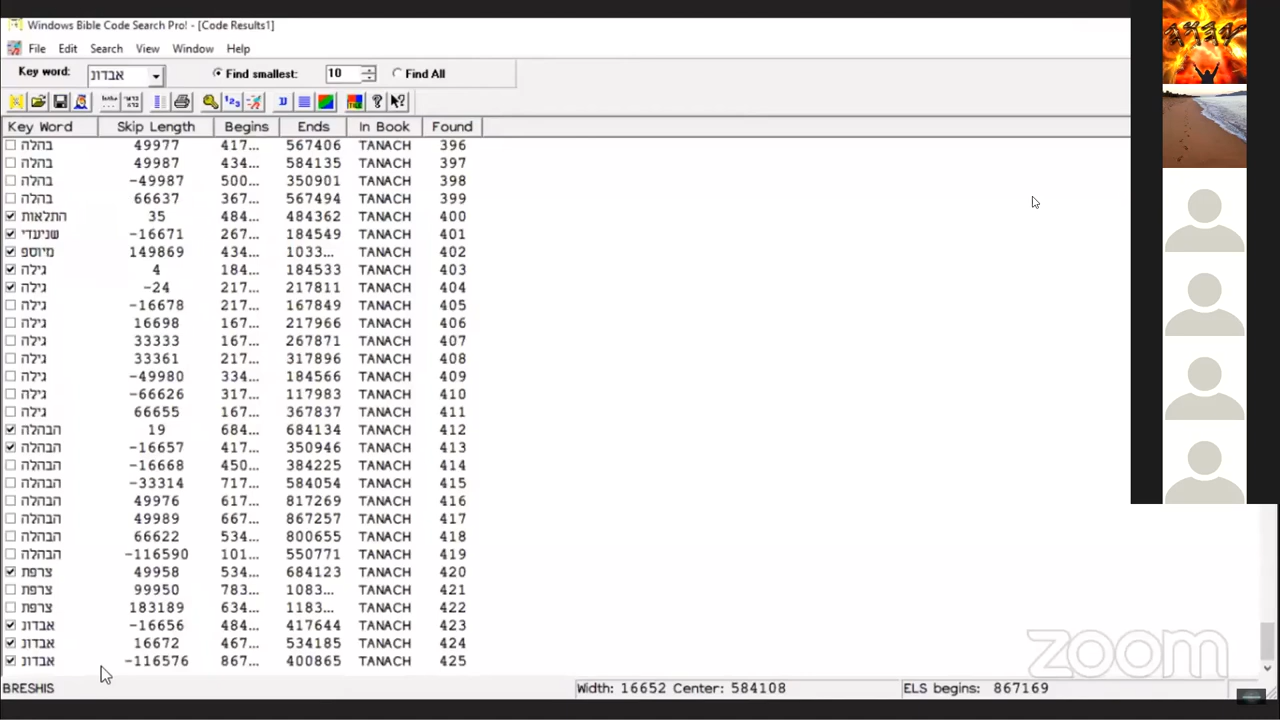 Windows Bible Code Search Pro! - [Code Results1]
File Edit Search View Window Help
Key word: אבדונ Find smallest: 10 Find All
Key Word Skip Length Begins Ends In Book Found
בהלה 49977 417... 567406 TANACH 396
בהלה 49987 434... 584135 TANACH 397
בהלה -49987 500... 350901 TANACH 398
בהלה 66637 367... 567494 TANACH 399
התלאות 35 484... 484362 TANACH 400
שניעדי -16671 267... 184549 TANACH 401
מיוספ 149869 434... 1033... TANACH 402
גילה 4 184... 184533 TANACH 403
גילה -24 217... 217811 TANACH 404
גילה -16678 217... 167849 TANACH 405
גילה 16698 167... 217966 TANACH 406
גילה 33333 167... 267871 TANACH 407
גילה 33361 217... 317896 TANACH 408
גילה -49980 334... 184566 TANACH 409
גילה -66626 317... 117983 TANACH 410
גילה 66655 167... 367837 TANACH 411
הבהלה 19 684... 684134 TANACH 412
הבהלה -16657 417... 350946 TANACH 413
הבהלה -16668 450... 384225 TANACH 414
הבהלה -33314 717... 584054 TANACH 415
הבהלה 49976 617... 817269 TANACH 416
הבהלה 49989 667... 867257 TANACH 417
הבהלה 66622 534... 800655 TANACH 418
הבהלה -116590 101... 550771 TANACH 419
צרפת 49958 534... 684123 TANACH 420
צרפת 99950 783... 1083... TANACH 421
צרפת 183189 634... 1183... TANACH 422
אבדונ -16656 484... 417644 TANACH 423
אבדונ 16672 467... 534185 TANACH 424
אבדונ -116576 867... 400865 TANACH 425
zoom
BRESHIS Width: 16652 Center: 584108 ELS begins: 867169